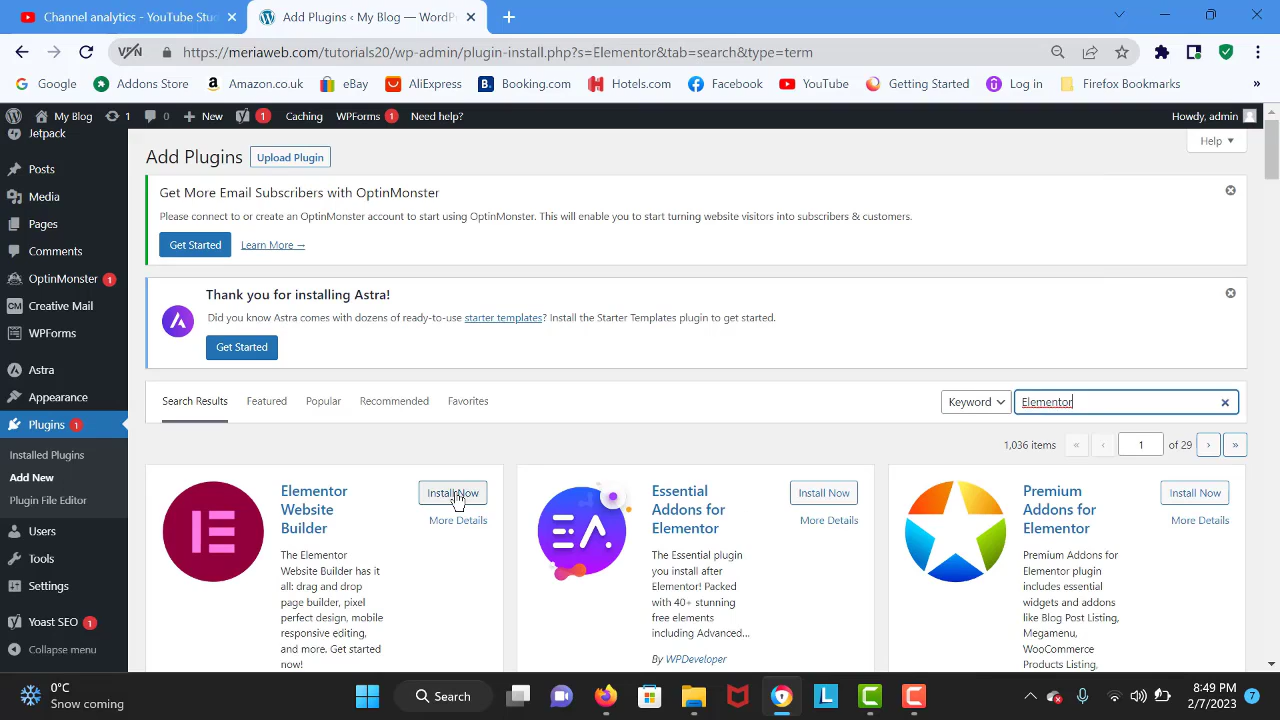 Channel analytics - YouTube Stud
Add Plugins ‹ My Blog — WordPr
VPN
https://meriaweb.com/tutorials20/wp-admin/plugin-install.php?s=Elementor&tab=search&type=term
Google
Addons Store
Amazon.co.uk
eBay
AliExpress
Booking.com
Hotels.com
Facebook
YouTube
Getting Started
Log in
Firefox Bookmarks
»
My Blog
1
0
New
1
Caching
WPForms 1
Need help?
Howdy, admin
Jetpack
Posts
Media
Pages
Comments
OptinMonster 1
CM Creative Mail
WPForms
Astra
Appearance
Plugins 1
Installed Plugins
Add New
Plugin File Editor
Users
Tools
Settings
Yoast SEO 1
Collapse menu
Help
Add Plugins
Upload Plugin
Get More Email Subscribers with OptinMonster
Please connect to or create an OptinMonster account to start using OptinMonster. This will enable you to start turning website visitors into subscribers & customers.
Get Started
Learn More →
Thank you for installing Astra!
Did you know Astra comes with dozens of ready-to-use starter templates? Install the Starter Templates plugin to get started.
Get Started
Search Results
Featured
Popular
Recommended
Favorites
Keyword
Elementor
1,036 items
«
‹
1
of 29
›
»
Elementor
Website
Builder
Install Now
More Details
The Elementor
Website Builder has it
all: drag and drop
page builder, pixel
perfect design, mobile
responsive editing,
and more. Get started
now!
EA
Essential
Addons for
Elementor
Install Now
More Details
The Essential plugin
you install after
Elementor! Packed
with 40+ stunning
free elements
including Advanced...
By WPDeveloper
Premium
Addons for
Elementor
Install Now
More Details
Premium Addons for
Elementor plugin
includes essential
widgets and addons
like Blog Post Listing,
Megamenu,
WooCommerce
Products Listing,
0°C
Snow coming
Search
L
8:49 PM
2/7/2023
7